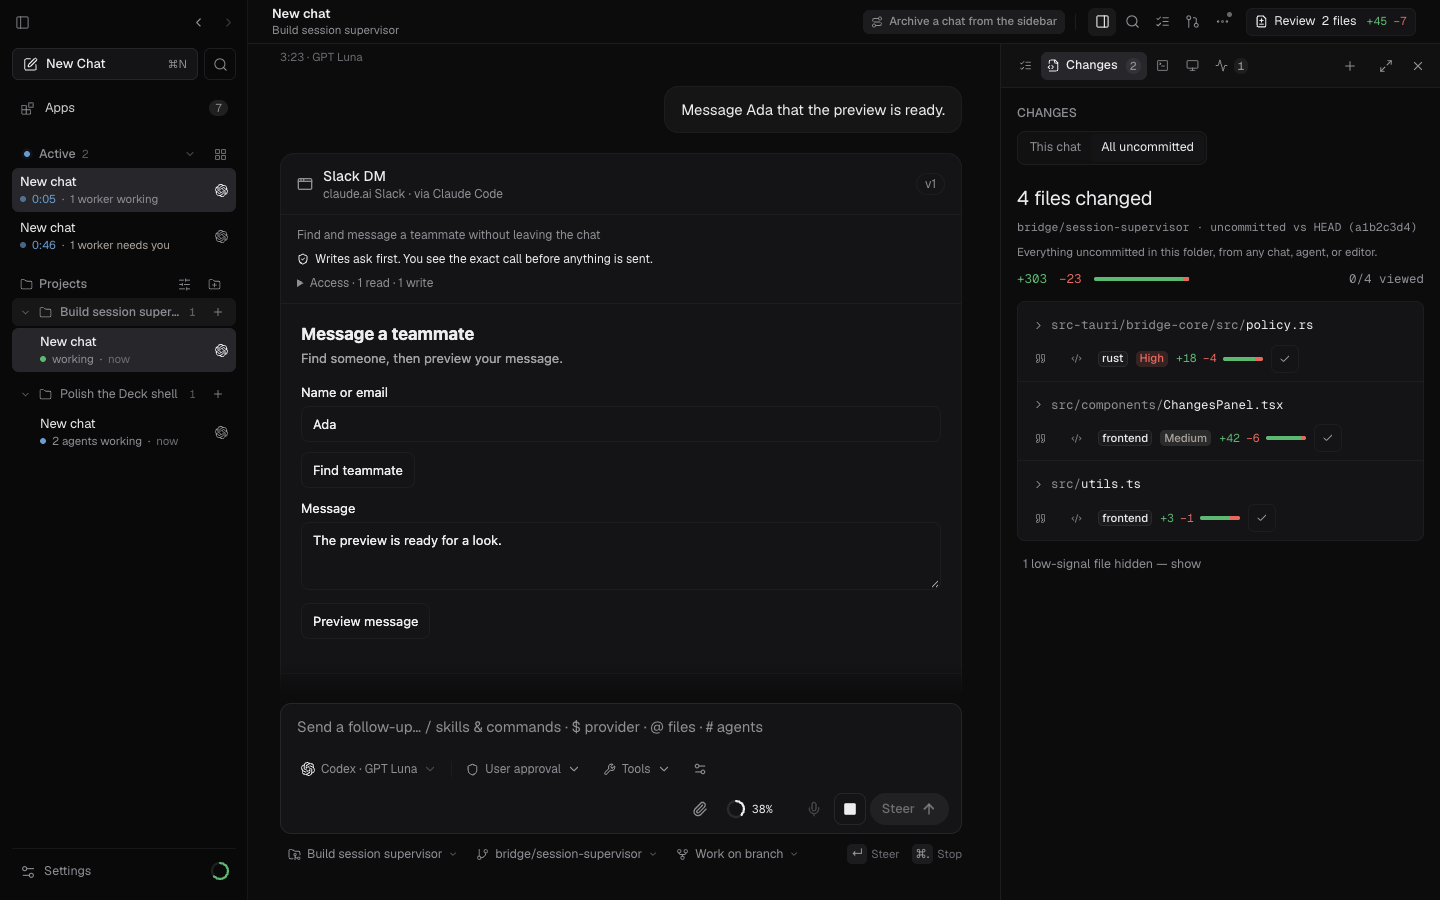 New Chat
⌘N
Apps
7
Active 2
New chat
0:05 · 1 worker working
New chat
0:46 · 1 worker needs you
Projects
Build session super... 1
New chat
working · now
Polish the Deck shell 1
New chat
2 agents working · now
Settings
New chat
Build session supervisor
Archive a chat from the sidebar
Review 2 files +45 −7
3:23 · GPT Luna
Message Ada that the preview is ready.
Slack DM
claude.ai Slack · via Claude Code
v1
Find and message a teammate without leaving the chat
Writes ask first. You see the exact call before anything is sent.
Access · 1 read · 1 write
Message a teammate
Find someone, then preview your message.
Name or email
Ada
Find teammate
Message
The preview is ready for a look.
Preview message
Send a follow-up... / skills & commands · $ provider · @ files · # agents
Codex · GPT Luna
User approval
Tools
38%
Steer
Build session supervisor
bridge/session-supervisor
Work on branch
Steer
⌘. Stop
Changes 2
1
CHANGES
This chat
All uncommitted
4 files changed
bridge/session-supervisor · uncommitted vs HEAD (a1b2c3d4)
Everything uncommitted in this folder, from any chat, agent, or editor.
+303 −23
0/4 viewed
src-tauri/bridge-core/src/policy.rs
rust High +18 −4
src/components/ChangesPanel.tsx
frontend Medium +42 −6
src/utils.ts
frontend +3 −1
1 low-signal file hidden — show